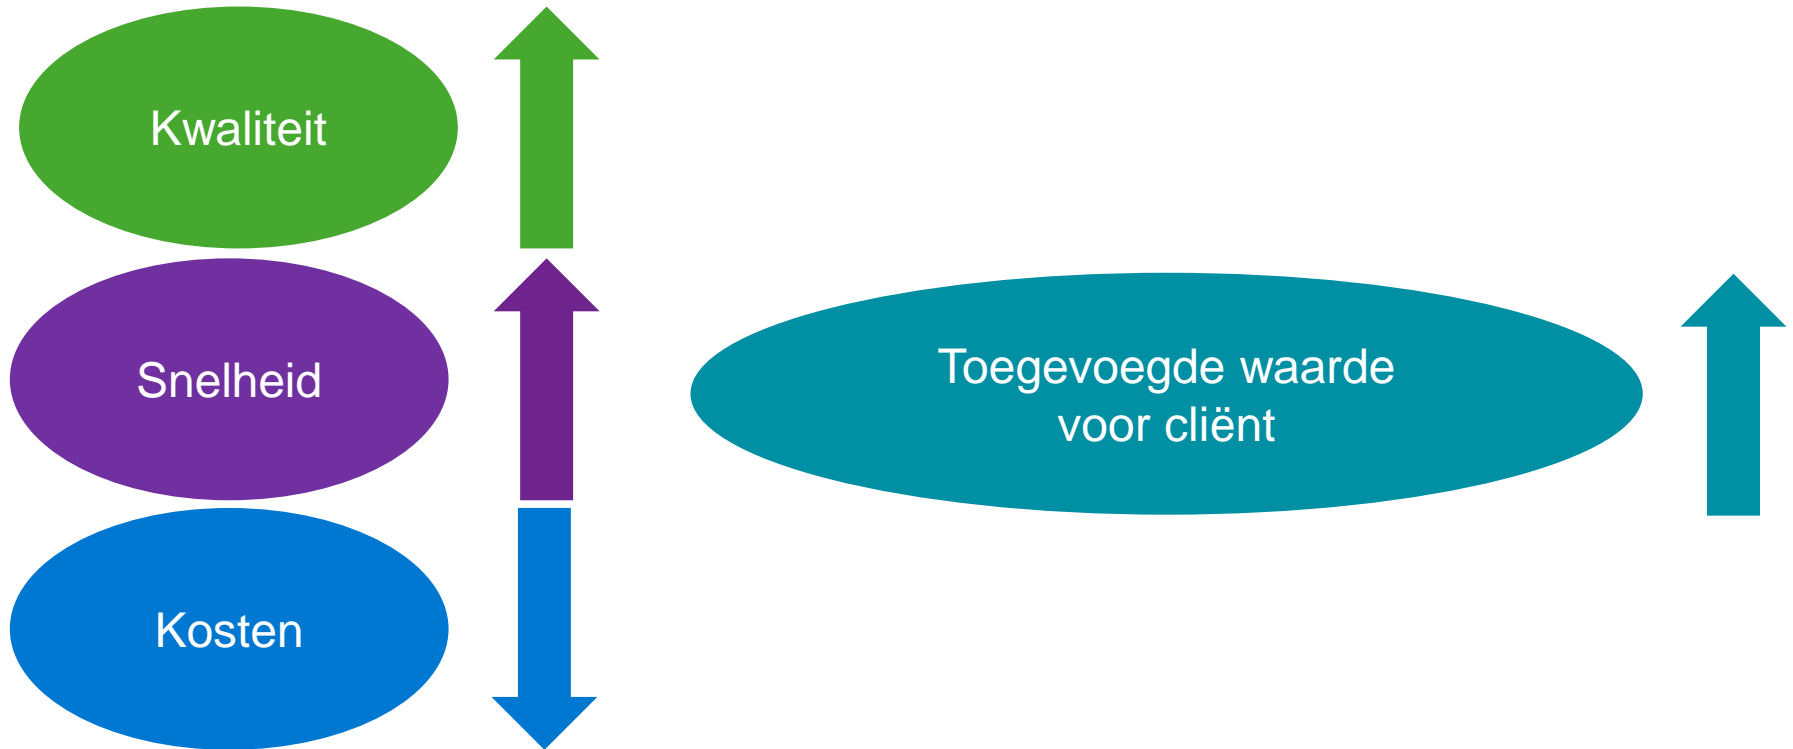 Kwaliteit
Snelheid
Toegevoegde waarde
voor cliënt
Kosten